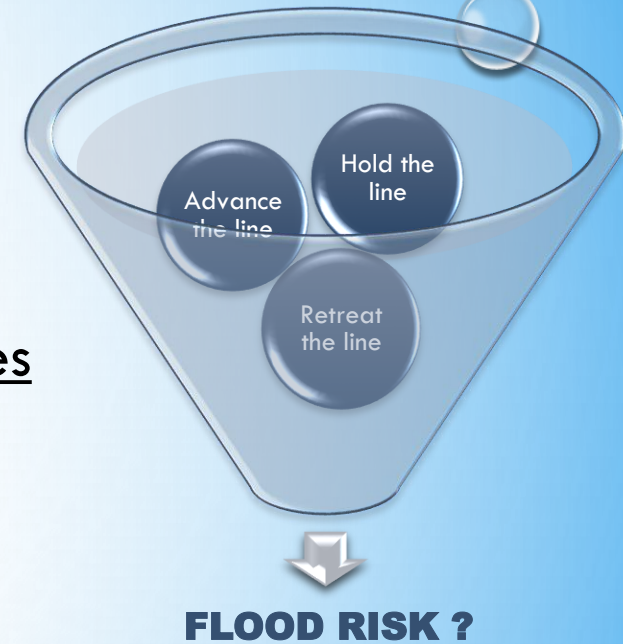 Hold the
line
Advance
the line
Retreat
the line
es
FLOOD RISK ?